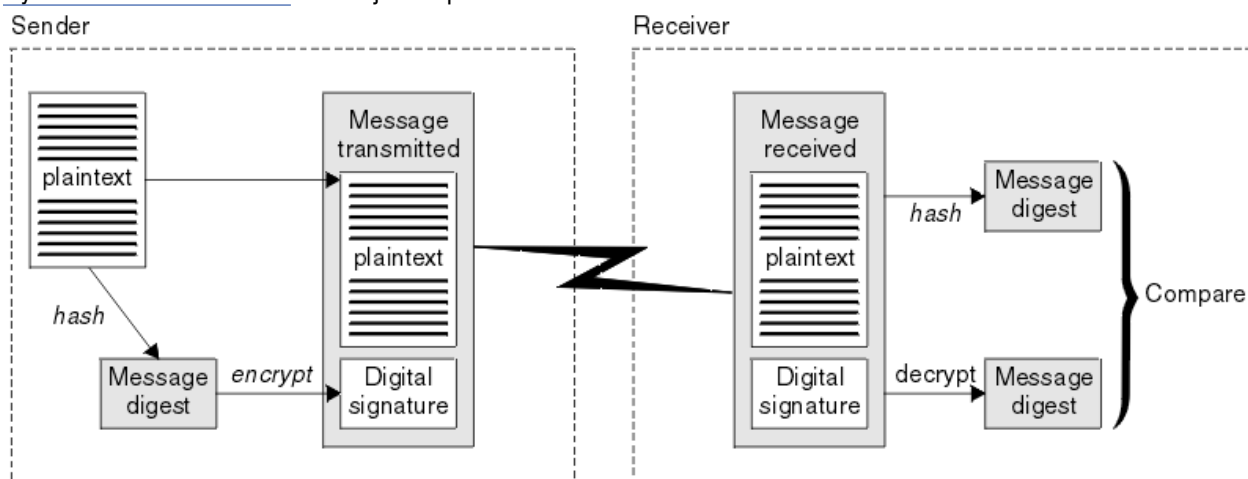 Sender
Receiver
plaintext
hash
Message
digest
encrypt
Message
transmitted
plaintext
Digital
signature
Message
received
plaintext
Digital
signature
hash
Message
digest
decrypt
Message
digest
Compare